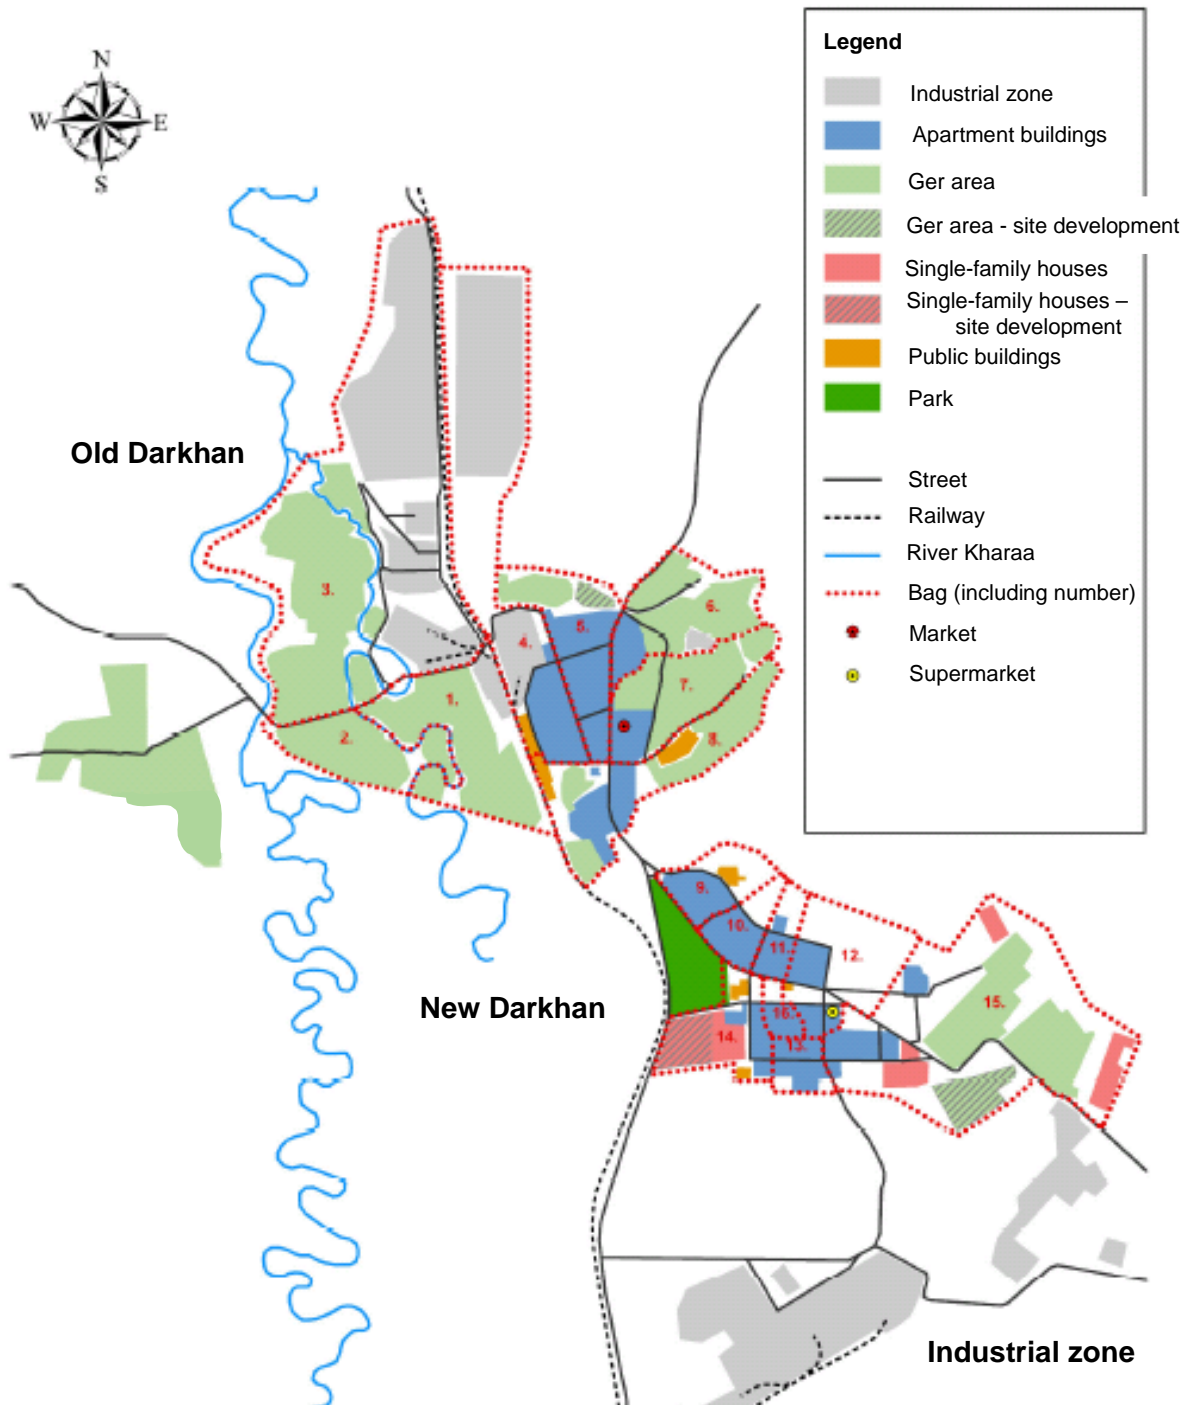 N
W
E
S
Legend
Industrial zone
Apartment buildings
Ger area
Ger area - site development
Single-family houses
Single-family houses –
site development
Public buildings
Park
Street
Railway
River Kharaa
Bag (including number)
Market
Supermarket
Old Darkhan
3.
4.
5.
6.
7.
1.
2.
8.
9.
10.
11.
12.
New Darkhan
15.
16.
14.
13.
Industrial zone